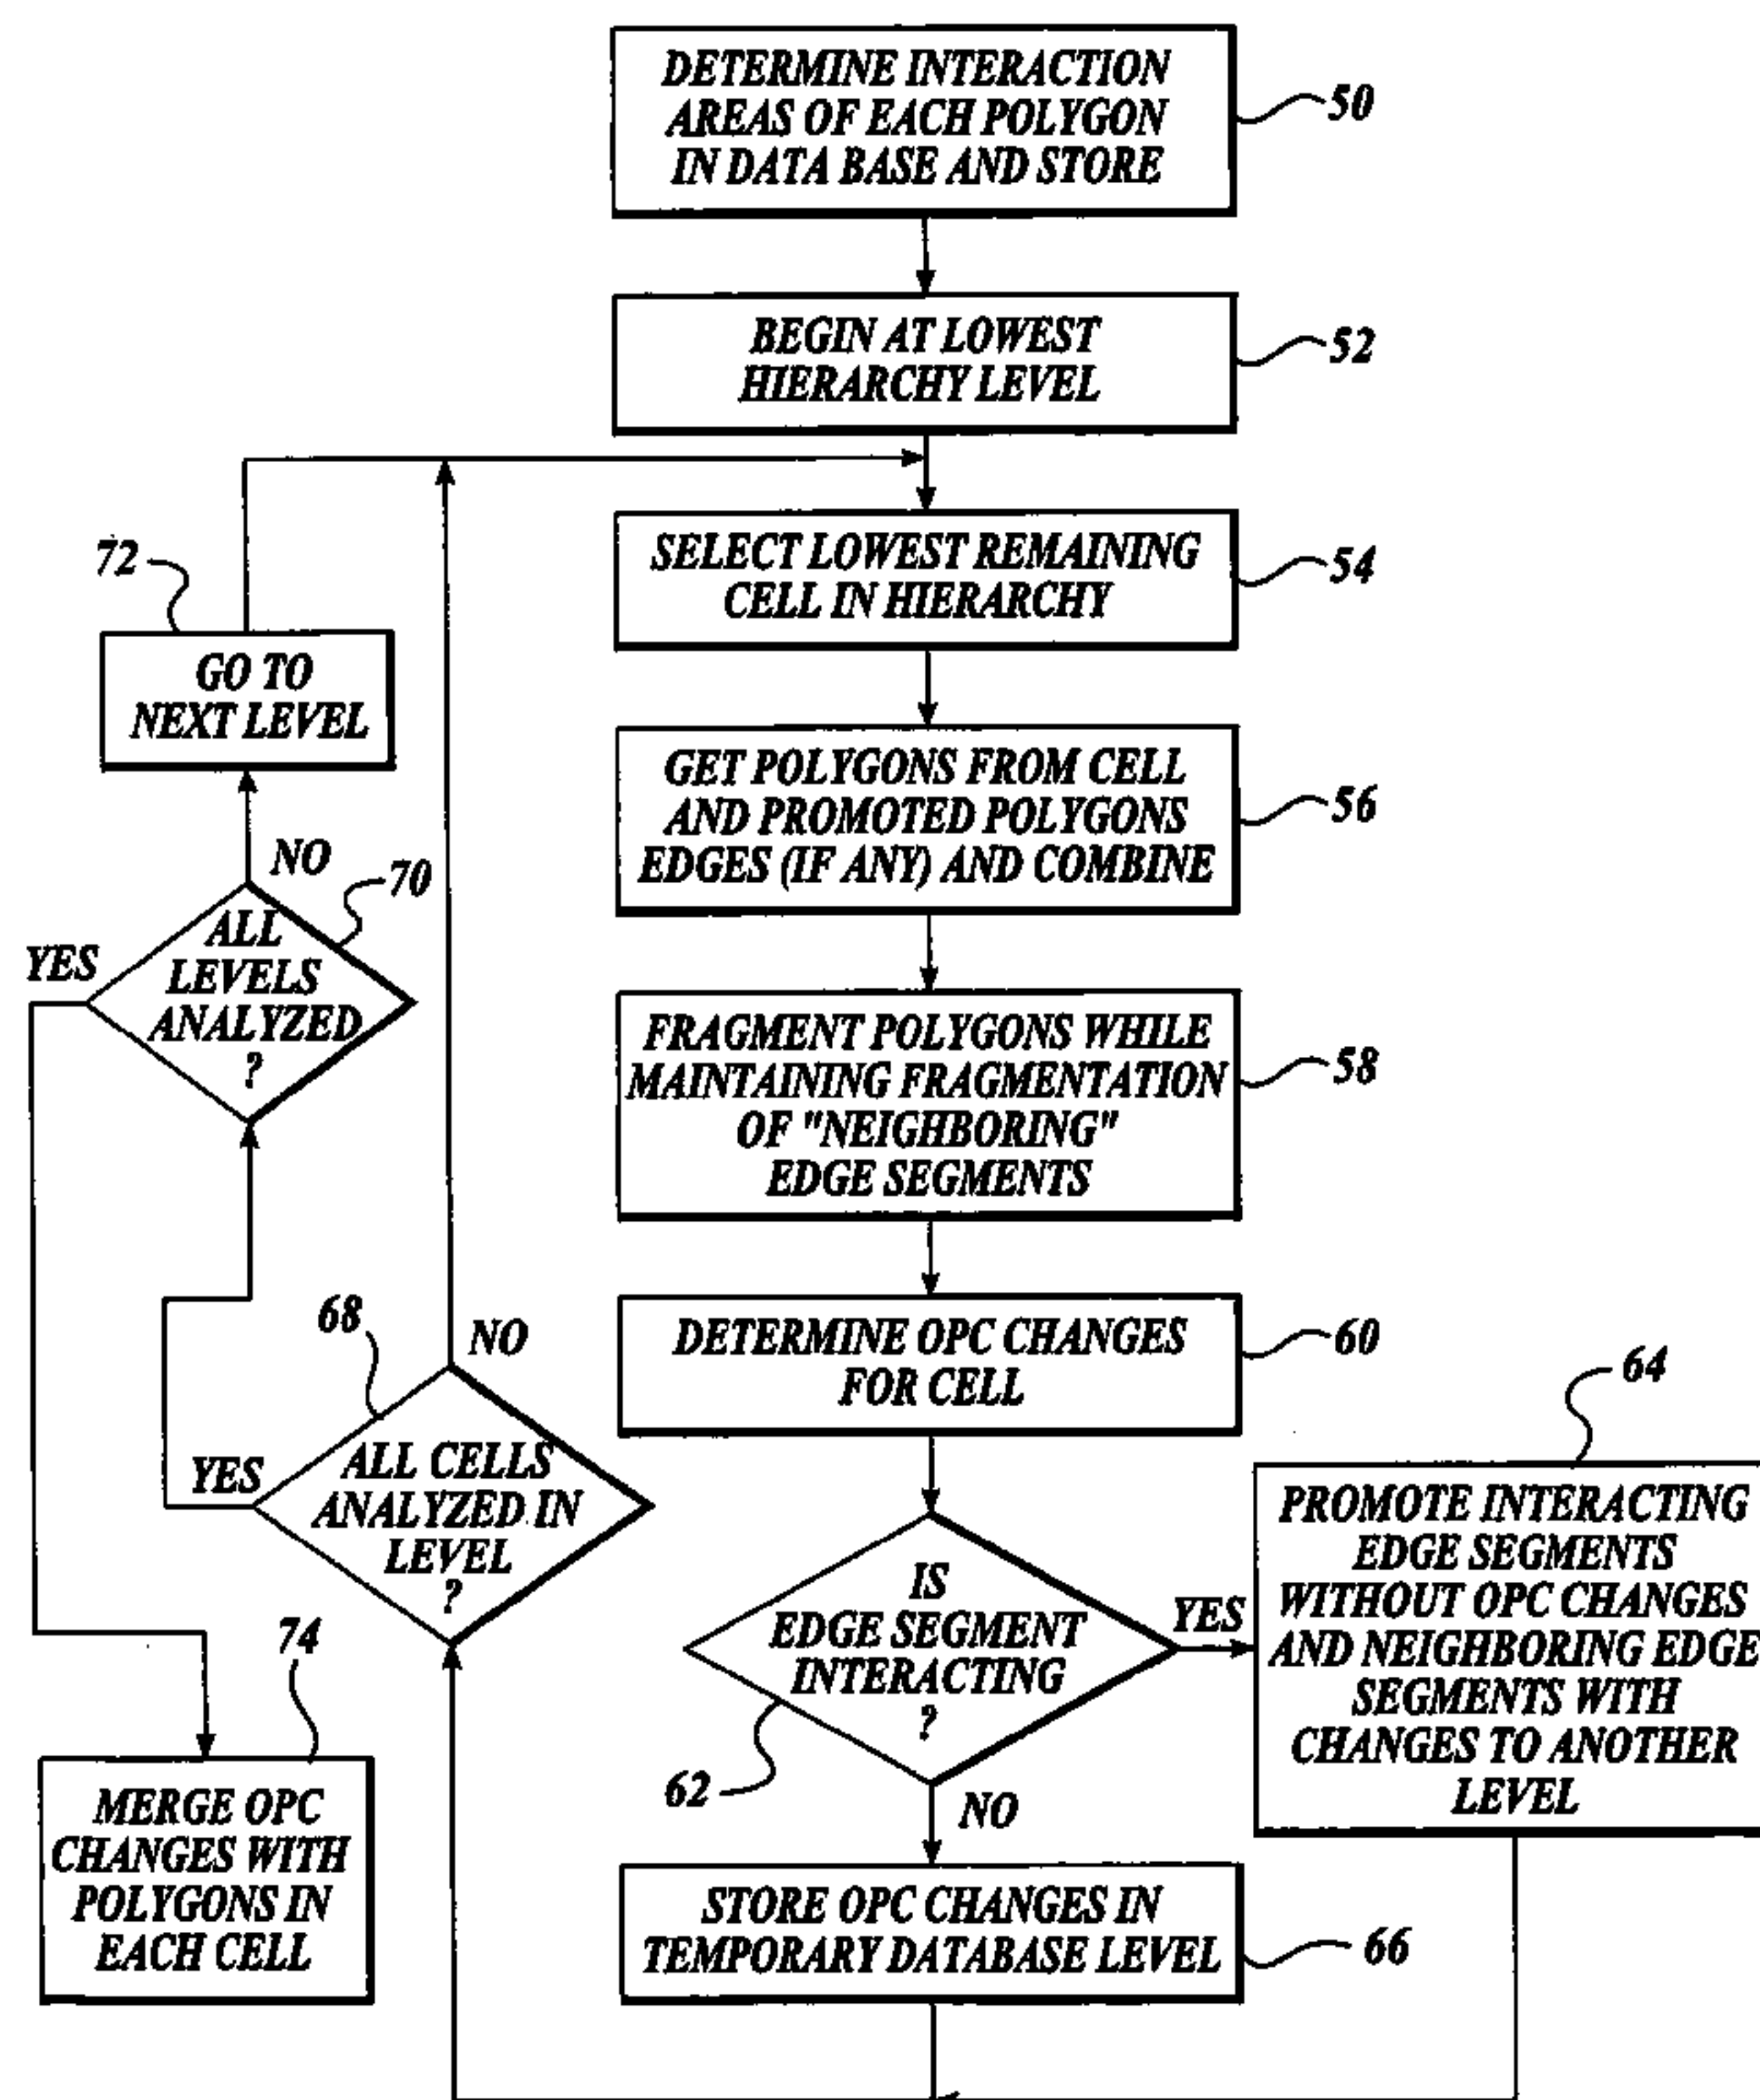 DETERMINE INTERACTION
AREAS OF EACH POLYGON
IN DATA BASE AND STORE
50
BEGIN AT LOWEST
HIERARCHY LEVEL
52
SELECT LOWEST REMAINING
CELL IN HIERARCHY
54
72
GO TO
NEXT LEVEL
GET POLYGONS FROM CELL
AND PROMOTED POLYGONS
EDGES (IF ANY) AND COMBINE
56
NO
70
YES
ALL
LEVELS
ANALYZED
?
FRAGMENT POLYGONS WHILE
MAINTAINING FRAGMENTATION
OF "NEIGHBORING"
EDGE SEGMENTS
58
DETERMINE OPC CHANGES
FOR CELL
60
68
NO
YES
ALL CELLS
ANALYZED IN
LEVEL
?
64
PROMOTE INTERACTING
EDGE SEGMENTS
WITHOUT OPC CHANGES
AND NEIGHBORING EDGE
SEGMENTS WITH
CHANGES TO ANOTHER
LEVEL
IS
EDGE SEGMENT
INTERACTING
?
YES
62
NO
74
MERGE OPC
CHANGES WITH
POLYGONS IN
EACH CELL
STORE OPC CHANGES IN
TEMPORARY DATABASE LEVEL
66